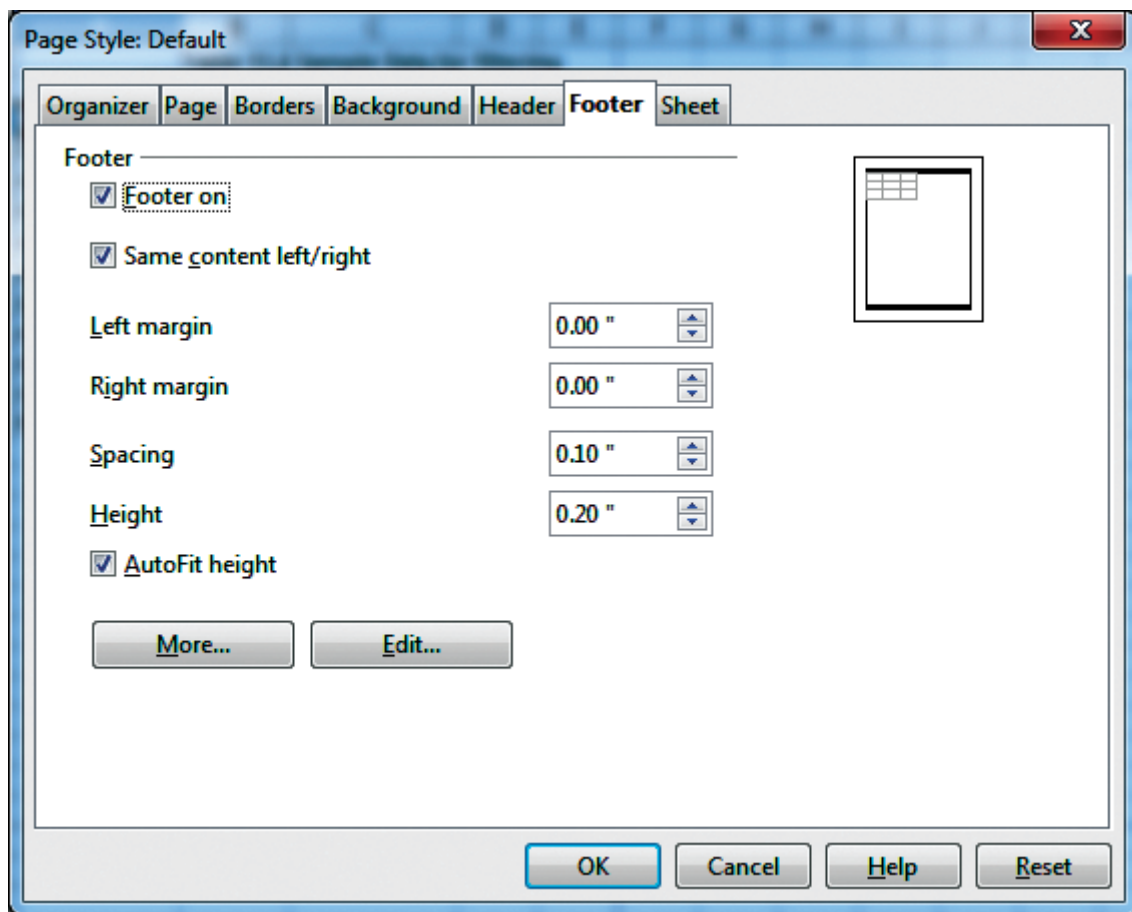 Page Style: Default
X
Organizer Page Borders Background Header Footer Sheet
Footer
Footer on
Same content left/right
Left margin 0.00 "
Right margin 0.00 "
Spacing 0.10 "
Height 0.20 "
AutoFit height
More... Edit...
OK Cancel Help Reset